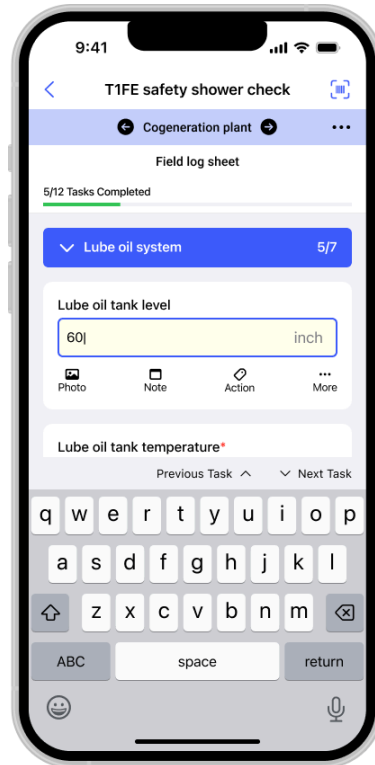 9:41
T1FE safety shower check
Cogeneration plant
Field log sheet
5/12 Tasks Completed
Lube oil system 5/7
Lube oil tank level
60 inch
Photo Note Action More
Lube oil tank temperature*
Previous Task Next Task
q w e r t y u i o p
a s d f g h j k l
z x c v b n m
ABC space return